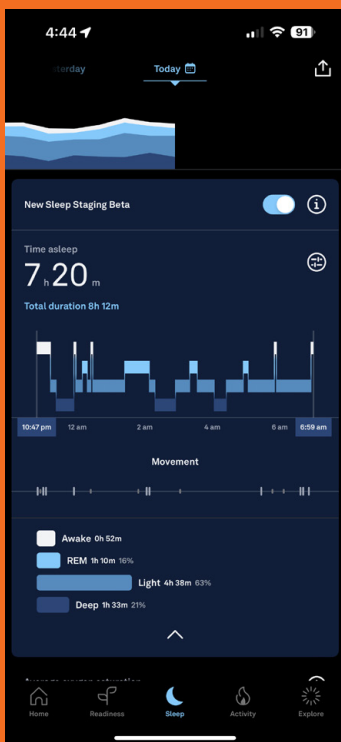 4:44
91
terday
Today
New Sleep Staging Beta
Time asleep
7h 20m
Total duration 8h 12m
10:47 pm 12 am 2 am 4 am 6 am 6:59 am
Movement
Awake 0h 52m
REM 1h 10m 16%
Light 4h 38m 63%
Deep 1h 33m 21%
Home Readiness Sleep Activity Explore